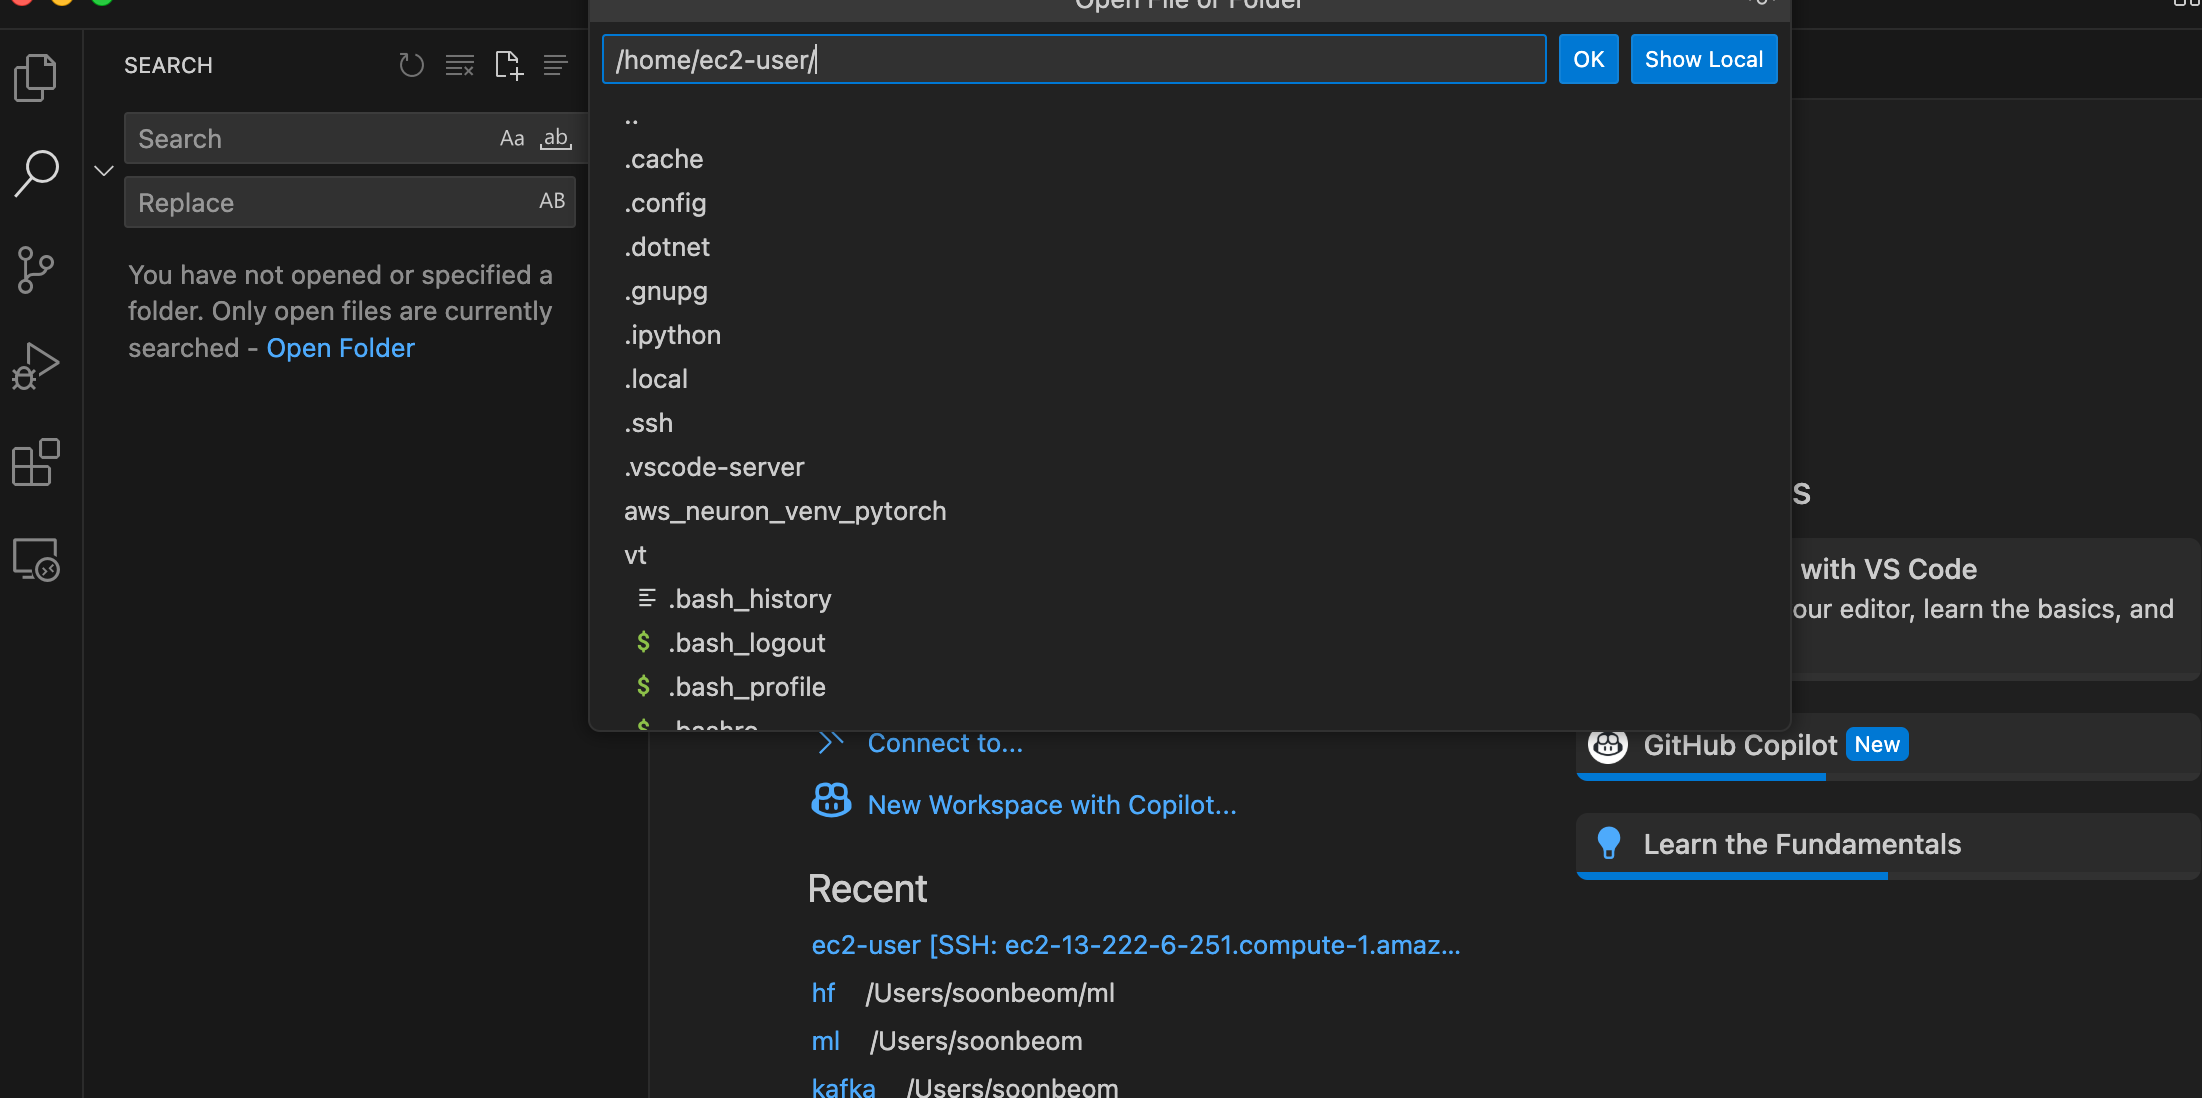 Open File or Folder
SEARCH
/home/ec2-user/
OK
Show Local
Search
Aa
ab
Replace
AB
You have not opened or specified a
folder. Only open files are currently
searched - Open Folder
..
.cache
.config
.dotnet
.gnupg
.ipython
.local
.ssh
.vscode-server
aws_neuron_venv_pytorch
vt
.bash_history
$ .bash_logout
$ .bash_profile
$ .bashrc
s
with VS Code
our editor, learn the basics, and
Connect to...
New Workspace with Copilot...
GitHub Copilot New
Learn the Fundamentals
Recent
ec2-user [SSH: ec2-13-222-6-251.compute-1.amaz...
hf /Users/soonbeom/ml
ml /Users/soonbeom
kafka /Users/soonbeom